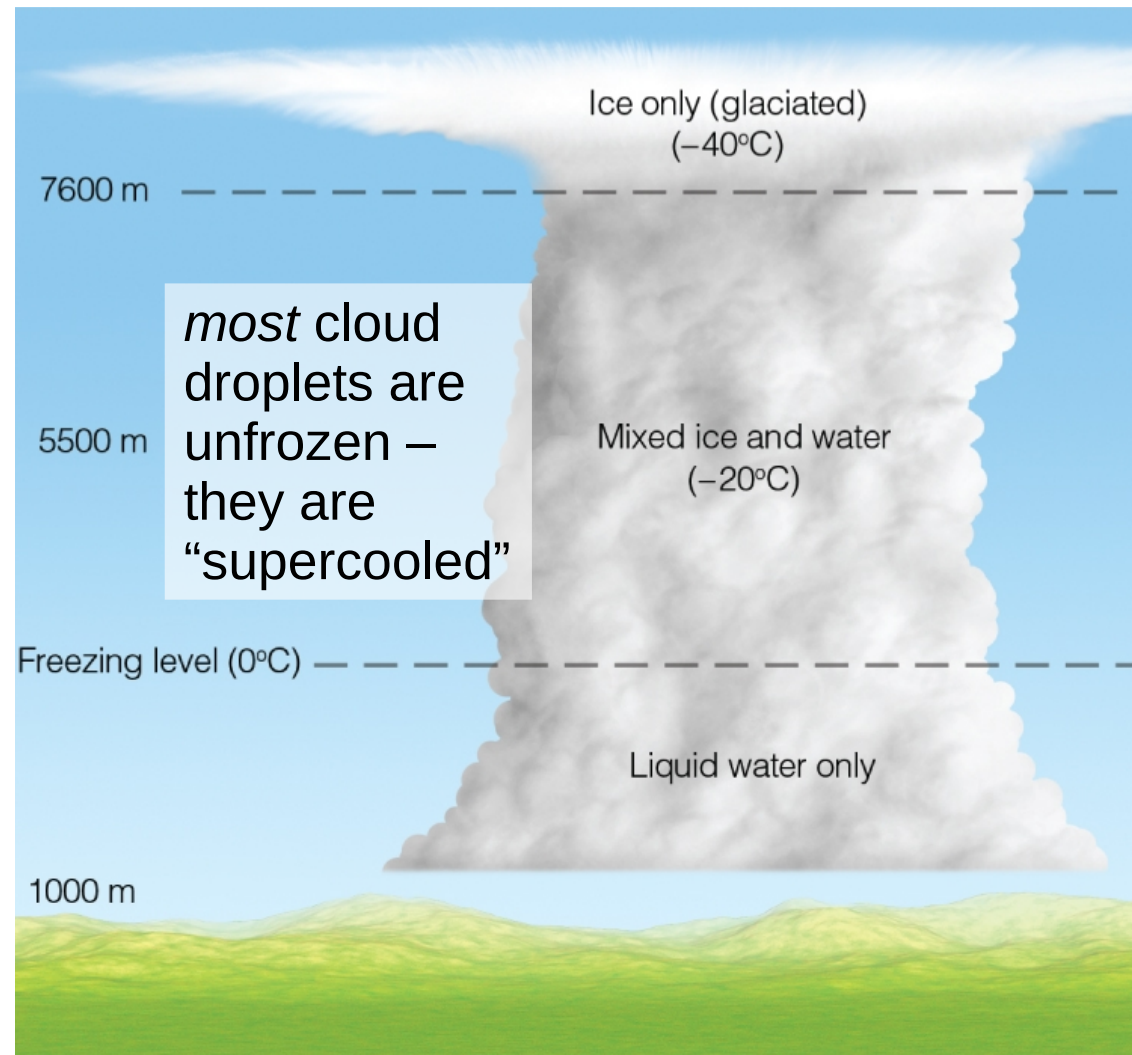 Ice only (glaciated)
(–40°C)
7600 m
most cloud
droplets are
unfrozen –
they are
“supercooled”
5500 m
Mixed ice and water
(–20°C)
Freezing level (0°C)
Liquid water only
1000 m